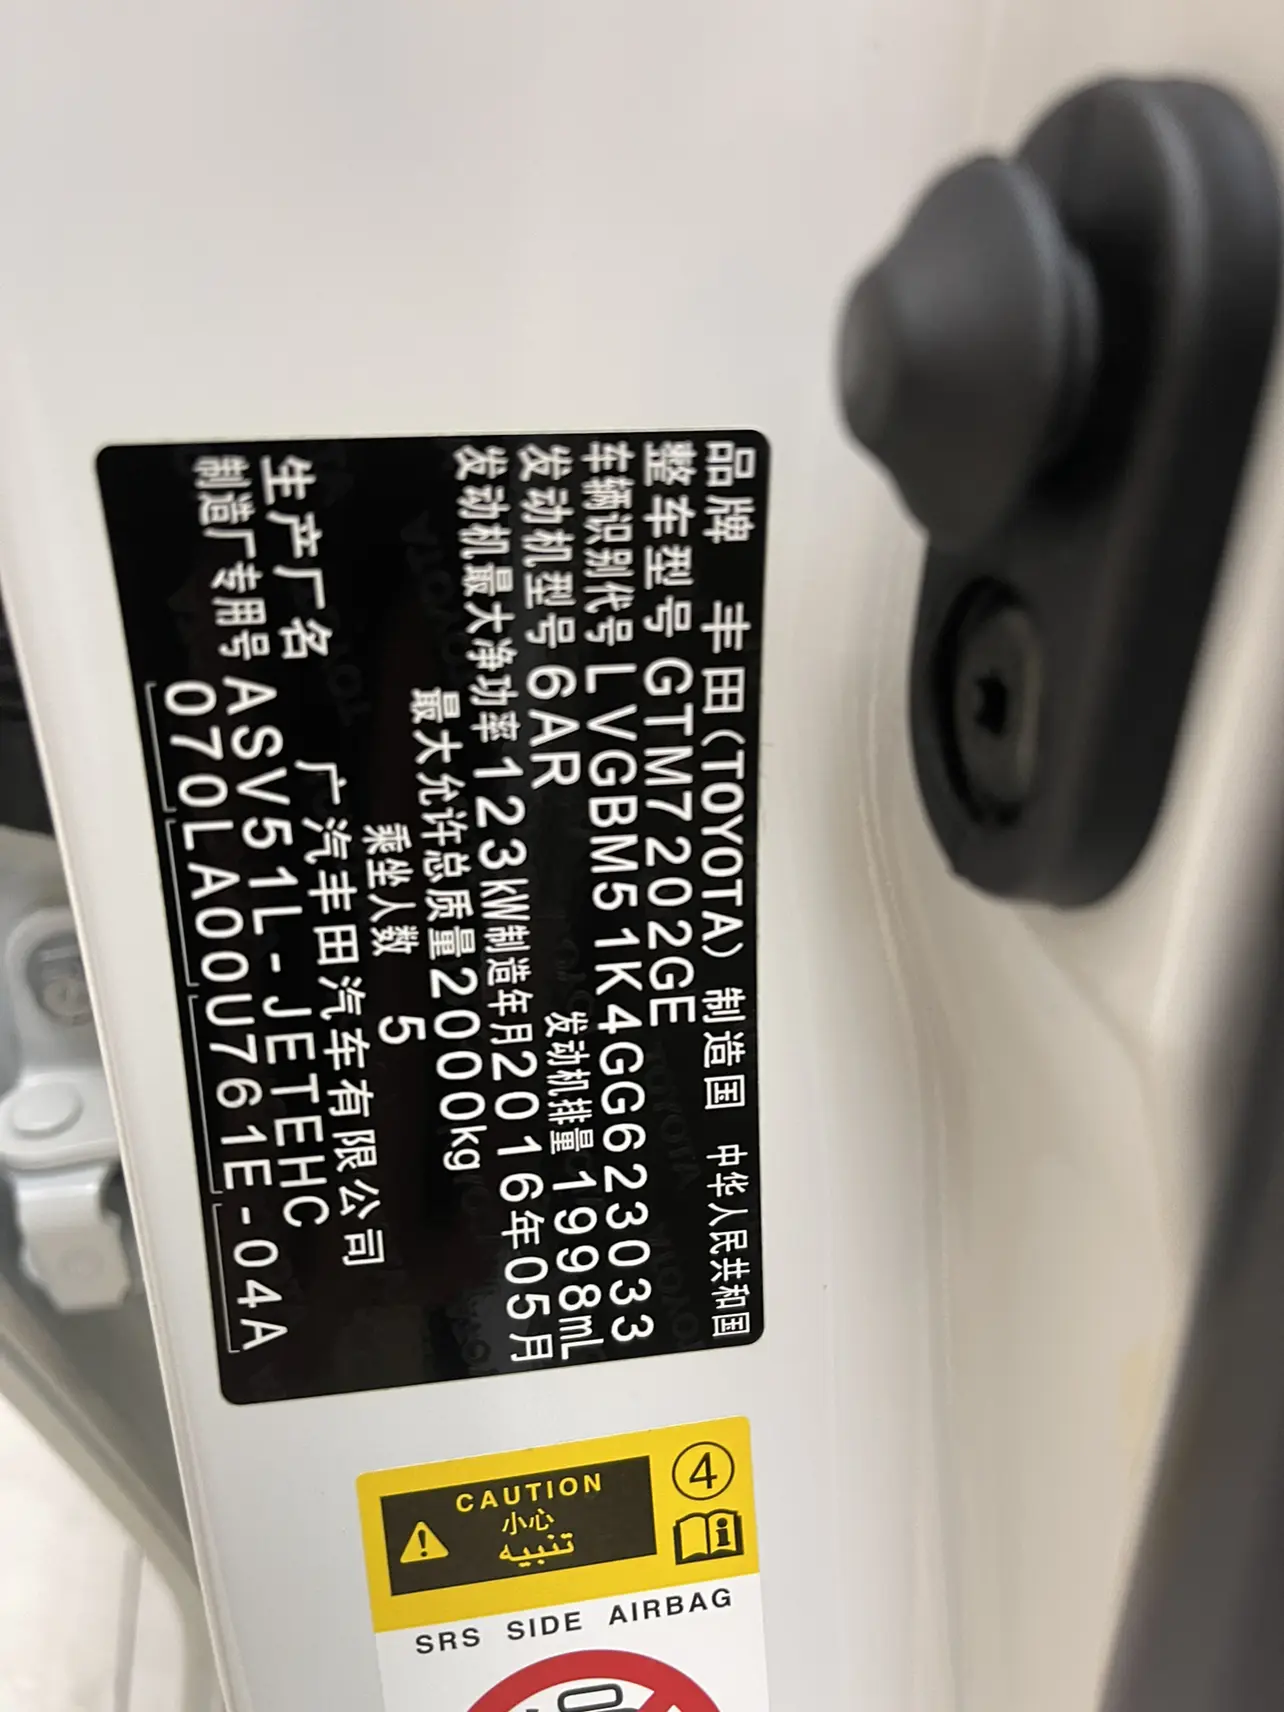 品牌 丰田(TOYOTA) 制造国 中华人民共和国
整车型号 GTM7202GE
车辆识别代号 LVGBM51K4GG623033
发动机型号 6AR 发动机排量 1998mL
发动机最大净功率 123kW 制造年月 2016年05月
最大允许总质量 2000kg
乘坐人数 5
生产厂名 广汽丰田汽车有限公司
制造厂专用号 ASV51L-JETEHC
070LA00U761E-04A
CAUTION
小心
تنبيه
4
SRS SIDE AIRBAG